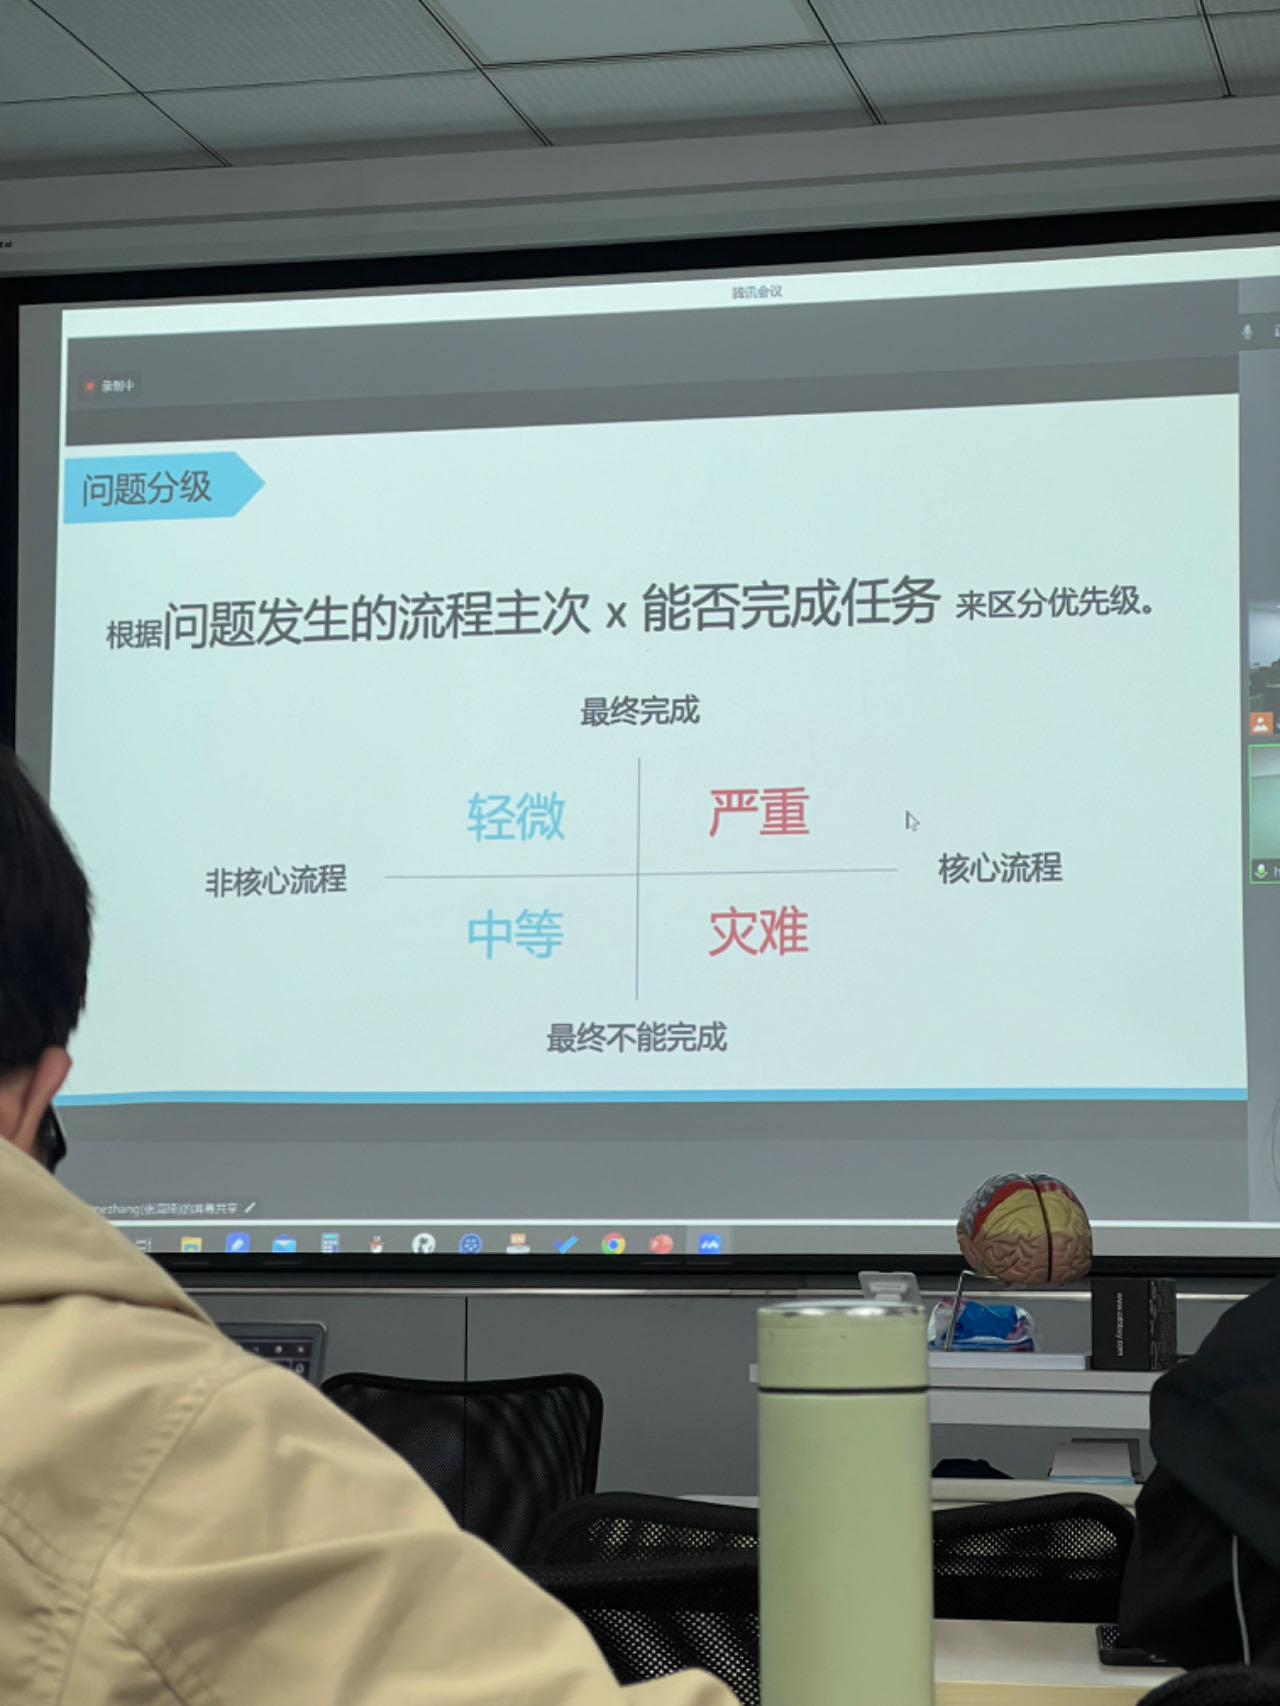 腾讯会议
录制中
问题分级
根据问题发生的流程主次 x 能否完成任务 来区分优先级。
最终完成
轻微 严重
非核心流程 核心流程
中等 灾难
最终不能完成
的屏幕共享